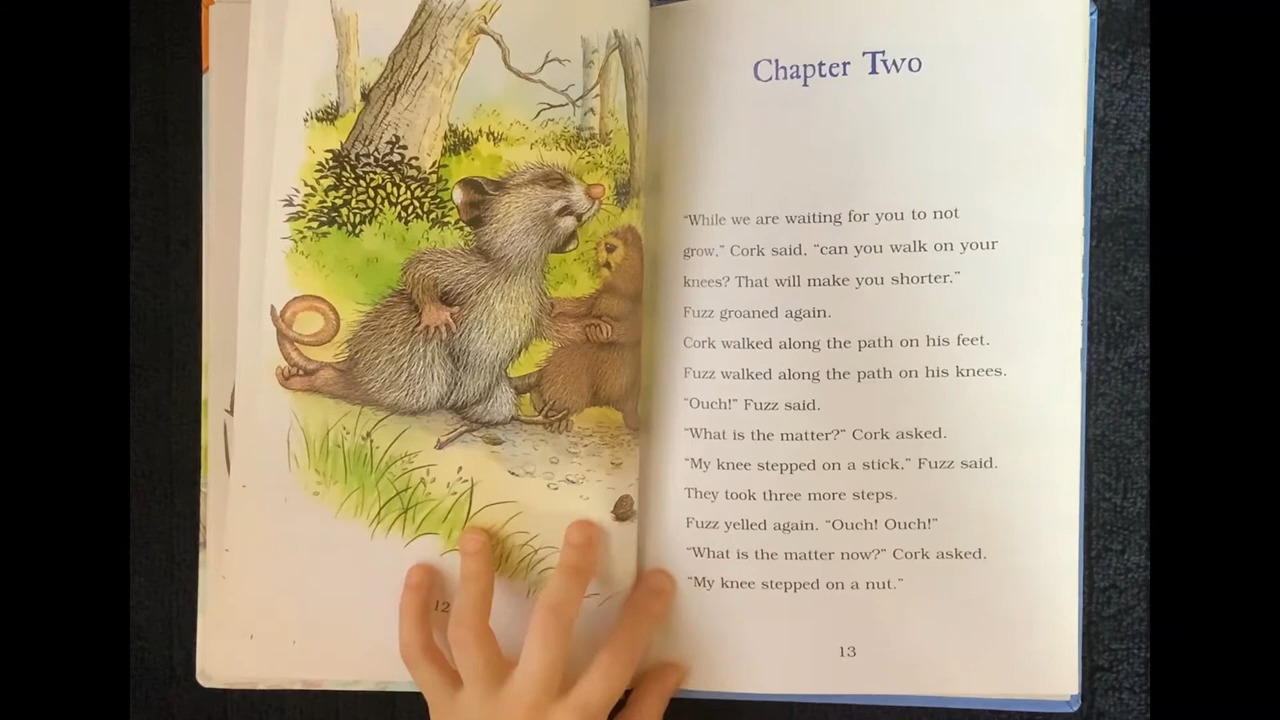 12
Chapter Two
“While we are waiting for you to not
grow,” Cork said, “can you walk on your
knees? That will make you shorter.”
Fuzz groaned again.
Cork walked along the path on his feet.
Fuzz walked along the path on his knees.
“Ouch!” Fuzz said.
“What is the matter?” Cork asked.
“My knee stepped on a stick,” Fuzz said.
They took three more steps.
Fuzz yelled again. “Ouch! Ouch!”
“What is the matter now?” Cork asked.
“My knee stepped on a nut.”
13